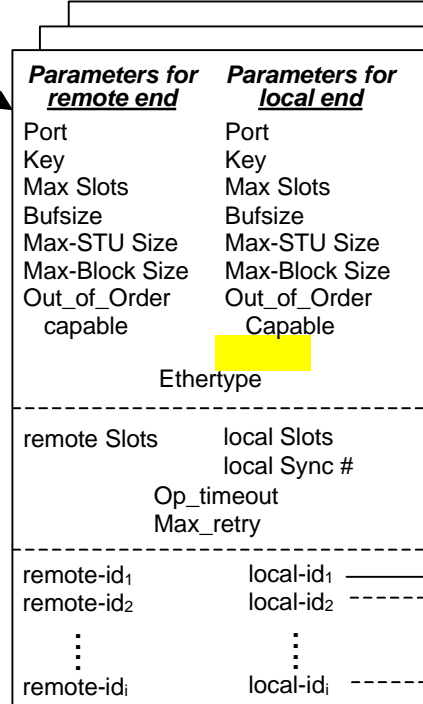 Parameters for remote end
Port
Key
Max Slots
Bufsize
Max-STU Size
Max-Block Size
Out_of_Order
capable
Parameters for local end
Port
Key
Max Slots
Bufsize
Max-STU Size
Max-Block Size
Out_of_Order
Capable
Ethertype
remote Slots
local Slots
local Sync #
Op_timeout
Max_retry
remote-id₁
remote-id₂
remote-idᵢ
local-id₁
local-id₂
local-idᵢ